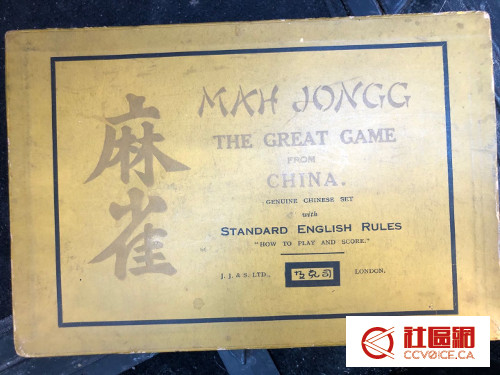 麻雀
MAH JONGG
THE GREAT GAME
FROM
CHINA.
GENUINE CHINESE SET
with
STANDARD ENGLISH RULES
"HOW TO PLAY AND SCORE."
J. J. & S. LTD., LONDON.
社區網
CCVOICE.CA